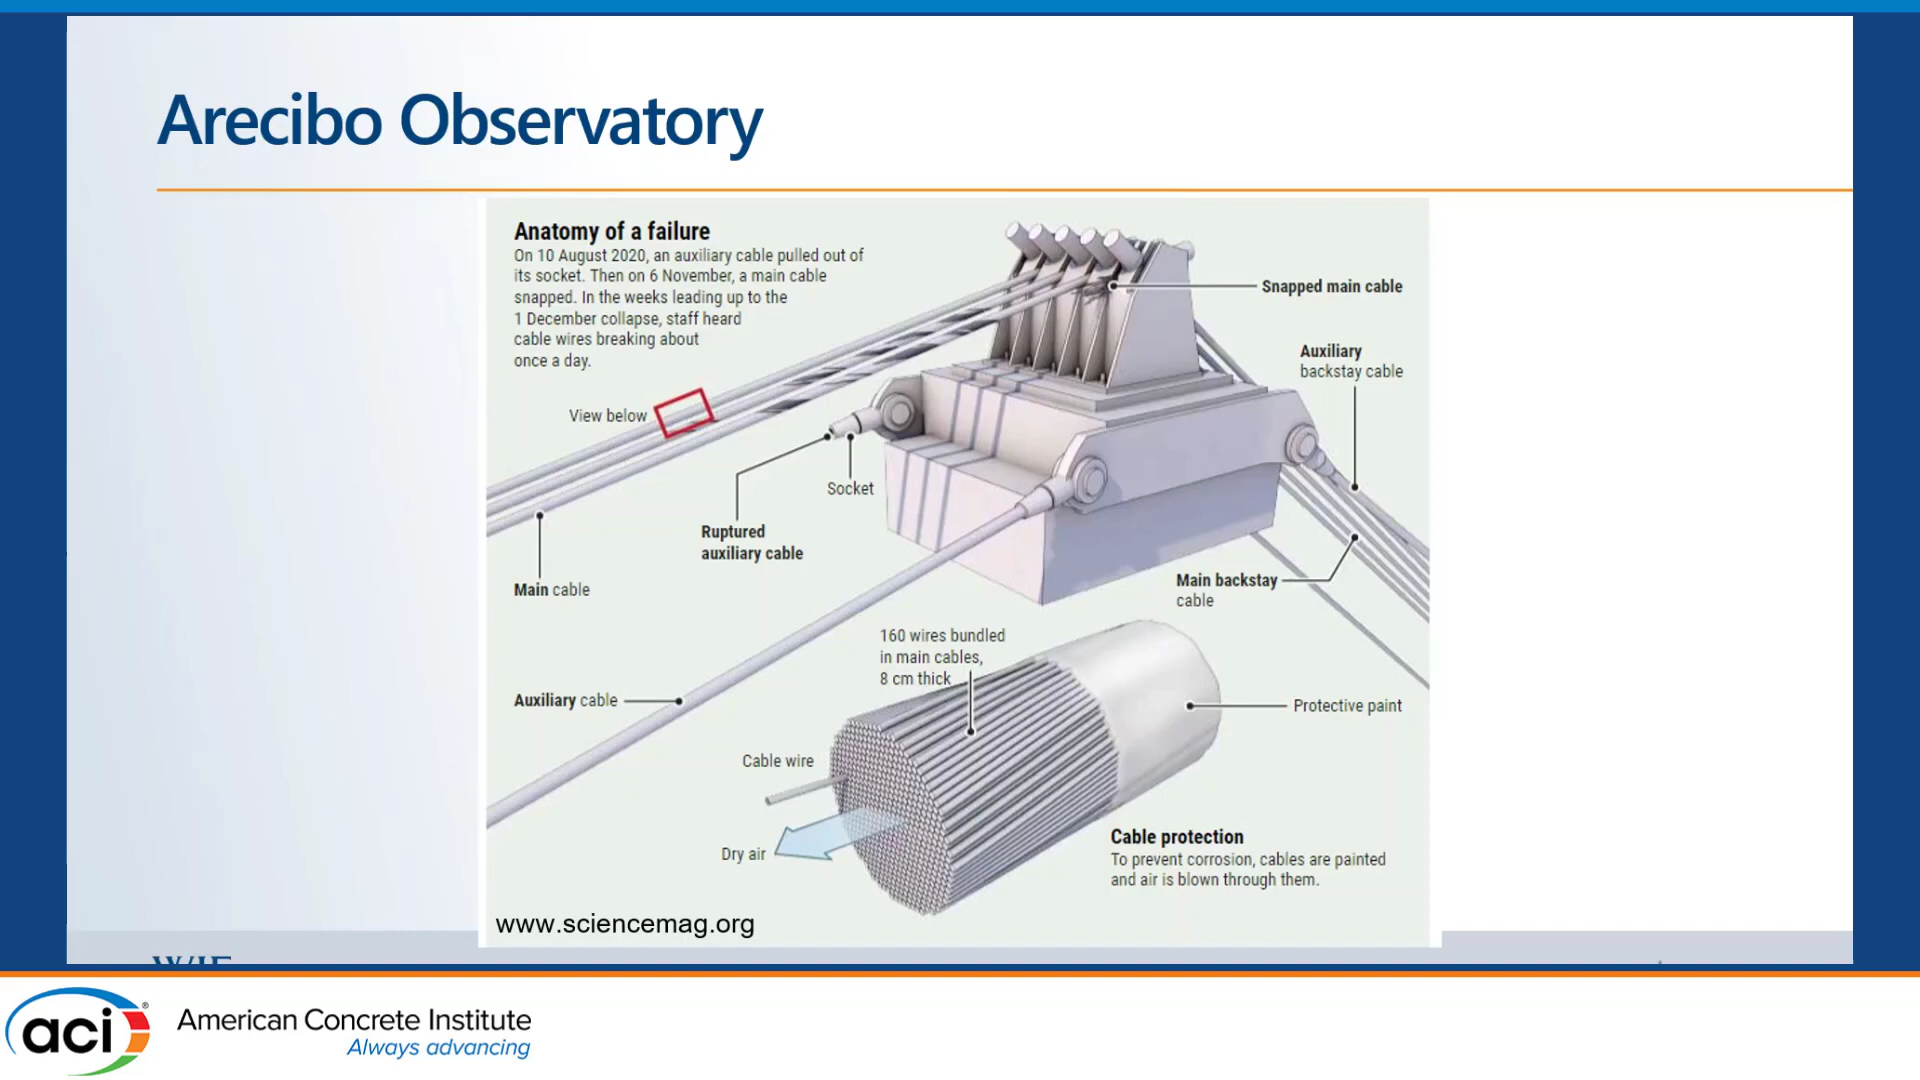 Arecibo Observatory
Anatomy of a failure
On 10 August 2020, an auxiliary cable pulled out of
its socket. Then on 6 November, a main cable
snapped. In the weeks leading up to the
1 December collapse, staff heard
cable wires breaking about
once a day.
Snapped main cable
Auxiliary
backstay cable
View below
Socket
Ruptured
auxiliary cable
Main cable
Main backstay
cable
160 wires bundled
in main cables,
8 cm thick
Auxiliary cable
Protective paint
Cable wire
Dry air
Cable protection
To prevent corrosion, cables are painted
and air is blown through them.
www.sciencemag.org
aci®
American Concrete Institute
Always advancing